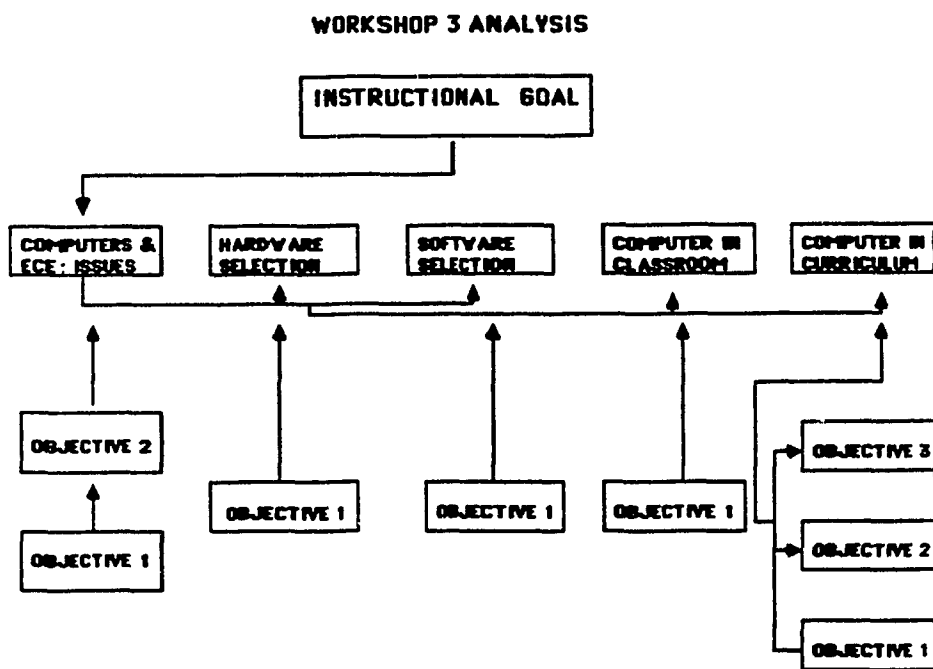 WORKSHOP 3 ANALYSIS
INSTRUCTIONAL GOAL
COMPUTERS &
ECE: ISSUES
HARDWARE
SELECTION
SOFTWARE
SELECTION
COMPUTER IN
CLASSROOM
COMPUTER IN
CURRICULUM
OBJECTIVE 2
OBJECTIVE 1
OBJECTIVE 1
OBJECTIVE 1
OBJECTIVE 1
OBJECTIVE 3
OBJECTIVE 2
OBJECTIVE 1